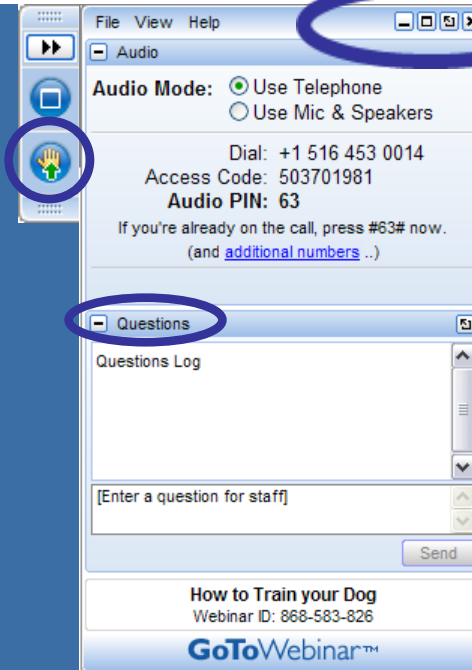 File View Help
Audio
Audio Mode: Use Telephone
Use Mic & Speakers
Dial: +1 516 453 0014
Access Code: 503701981
Audio PIN: 63
If you're already on the call, press #63# now.
(and additional numbers ..)
Questions
Questions Log
[Enter a question for staff]
Send
How to Train your Dog
Webinar ID: 868-583-826
GoToWebinar™